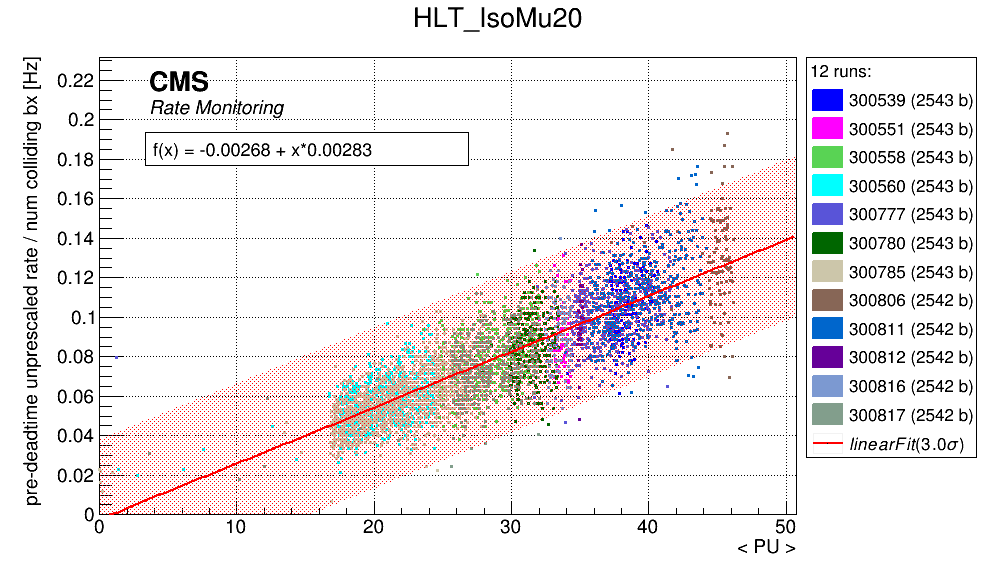 HLT_IsoMu20
pre-deadtime unprescaled rate / num colliding bx [Hz]
CMS
Rate Monitoring
f(x) = -0.00268 + x*0.00283
0.22
0.2
0.18
0.16
0.14
0.12
0.1
0.08
0.06
0.04
0.02
0
0 10 20 30 40 50
< PU >
12 runs:
300539 (2543 b)
300551 (2543 b)
300558 (2543 b)
300560 (2543 b)
300777 (2543 b)
300780 (2543 b)
300785 (2543 b)
300806 (2542 b)
300811 (2542 b)
300812 (2542 b)
300816 (2542 b)
300817 (2542 b)
linearFit(3.0σ)